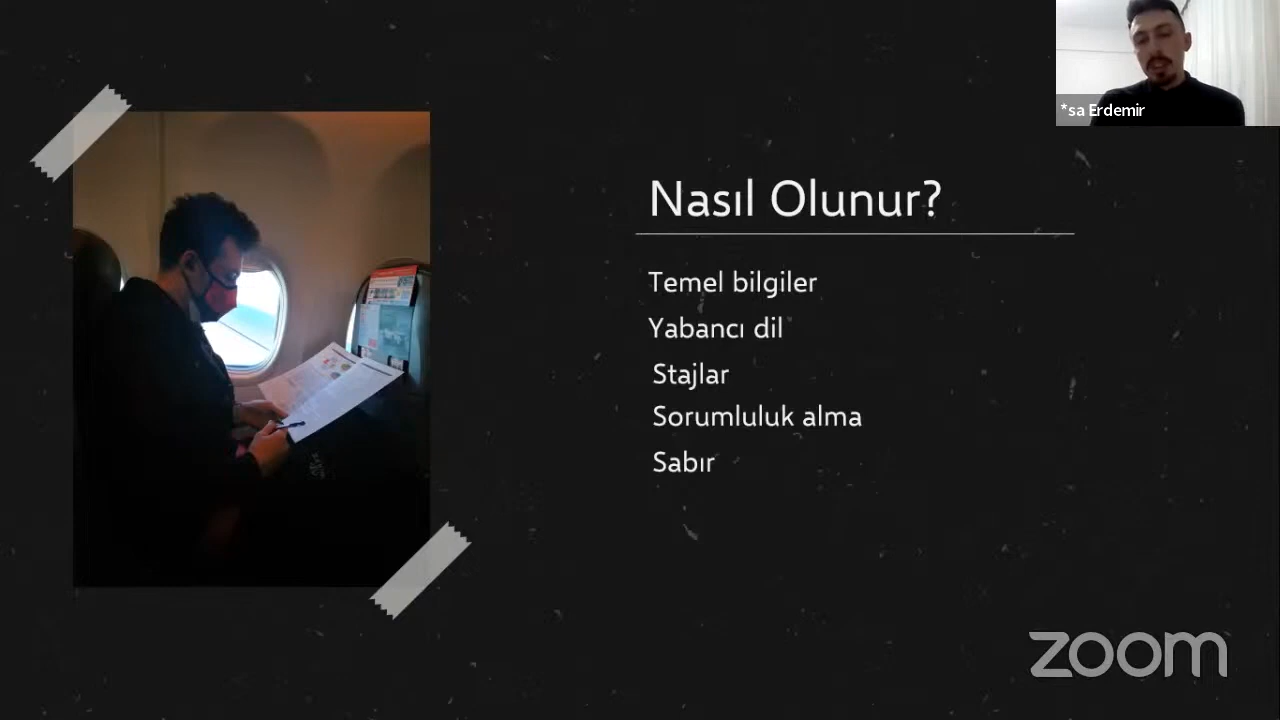 *sa Erdemir
Nasıl Olunur?
Temel bilgiler
Yabancı dil
Stajlar
Sorumluluk alma
Sabır
zoom